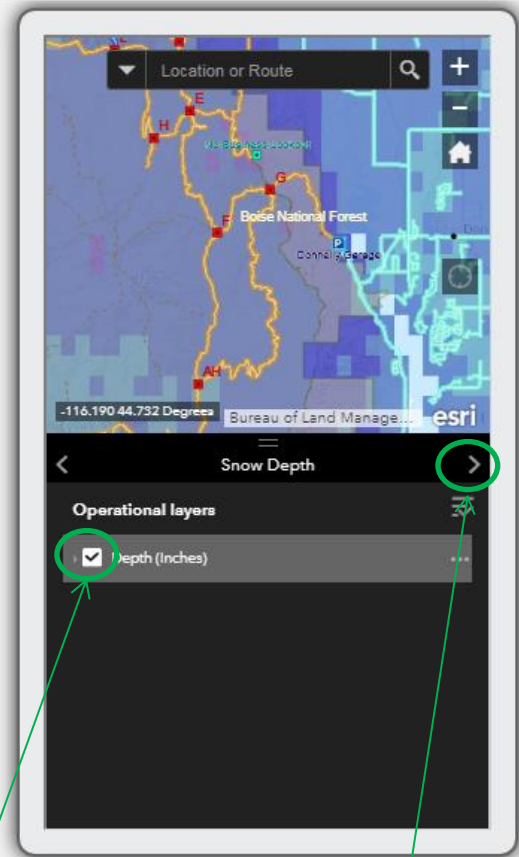 Location or Route
E
H
G
Boise National Forest
F
P
Donnelly Garage
AH
-116.190 44.732 Degrees
Bureau of Land Manage...
esri
Snow Depth
Operational layers
Depth (Inches)